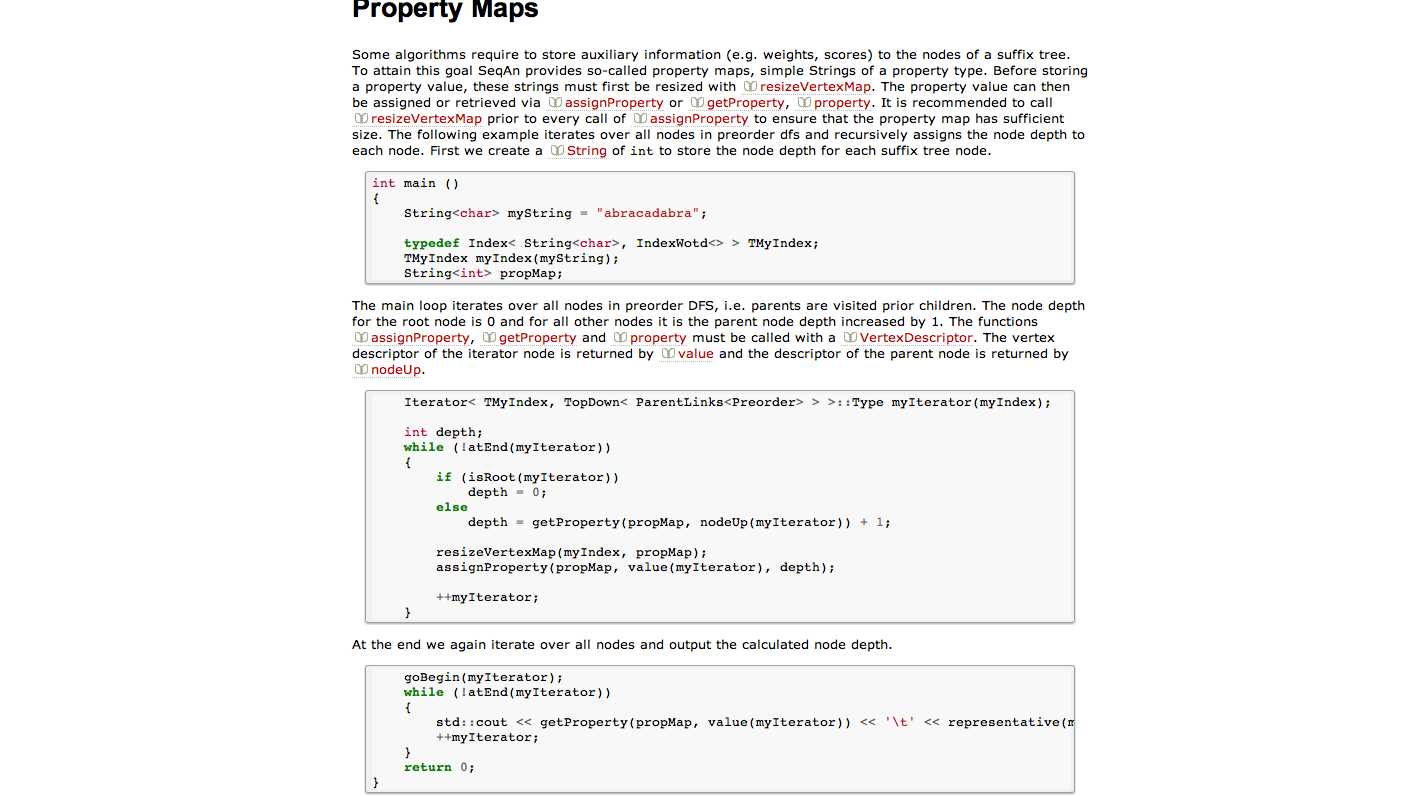 Property Maps
Some algorithms require to store auxiliary information (e.g. weights, scores) to the nodes of a suffix tree.
To attain this goal SeqAn provides so-called property maps, simple Strings of a property type. Before storing
a property value, these strings must first be resized with resizeVertexMap. The property value can then
be assigned or retrieved via assignProperty or getProperty, property. It is recommended to call
resizeVertexMap prior to every call of assignProperty to ensure that the property map has sufficient
size. The following example iterates over all nodes in preorder dfs and recursively assigns the node depth to
each node. First we create a String of int to store the node depth for each suffix tree node.
int main ()
{
    String<char> myString = "abracadabra";
    typedef Index< String<char>, IndexWotd<> > TMyIndex;
    TMyIndex myIndex(myString);
    String<int> propMap;
The main loop iterates over all nodes in preorder DFS, i.e. parents are visited prior children. The node depth
for the root node is 0 and for all other nodes it is the parent node depth increased by 1. The functions
assignProperty, getProperty and property must be called with a VertexDescriptor. The vertex
descriptor of the iterator node is returned by value and the descriptor of the parent node is returned by
nodeUp.
    Iterator< TMyIndex, TopDown< ParentLinks<Preorder> > >::Type myIterator(myIndex);
    int depth;
    while (!atEnd(myIterator))
    {
        if (isRoot(myIterator))
            depth = 0;
        else
            depth = getProperty(propMap, nodeUp(myIterator)) + 1;
        resizeVertexMap(myIndex, propMap);
        assignProperty(propMap, value(myIterator), depth);
        ++myIterator;
    }
At the end we again iterate over all nodes and output the calculated node depth.
    goBegin(myIterator);
    while (!atEnd(myIterator))
    {
        std::cout << getProperty(propMap, value(myIterator)) << '\t' << representative(
        ++myIterator;
    }
    return 0;
}